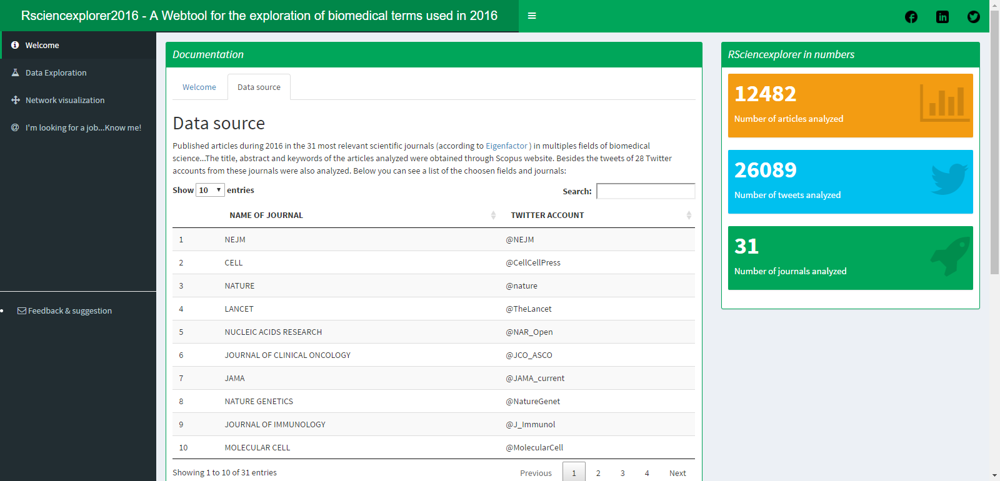 Rsciencexplorer2016 - A Webtool for the exploration of biomedical terms used in 2016
Welcome
Data Exploration
Network visualization
I'm looking for a job...Know me!
Feedback & suggestion
Documentation
Welcome
Data source
Data source
Published articles during 2016 in the 31 most relevant scientific journals (according to Eigenfactor ) in multiples fields of biomedical
science...The title, abstract and keywords of the articles analyzed were obtained through Scopus website. Besides the tweets of 28 Twitter
accounts from these journals were also analyzed. Below you can see a list of the choosen fields and journals:
Show 10 entries
Search:
NAME OF JOURNAL TWITTER ACCOUNT
1 NEJM @NEJM
2 CELL @CellCellPress
3 NATURE @nature
4 LANCET @TheLancet
5 NUCLEIC ACIDS RESEARCH @NAR_Open
6 JOURNAL OF CLINICAL ONCOLOGY @JCO_ASCO
7 JAMA @JAMA_current
8 NATURE GENETICS @NatureGenet
9 JOURNAL OF IMMUNOLOGY @J_Immunol
10 MOLECULAR CELL @MolecularCell
Showing 1 to 10 of 31 entries
Previous 1 2 3 4 Next
RSciencexplorer in numbers
12482
Number of articles analyzed
26089
Number of tweets analyzed
31
Number of journals analyzed